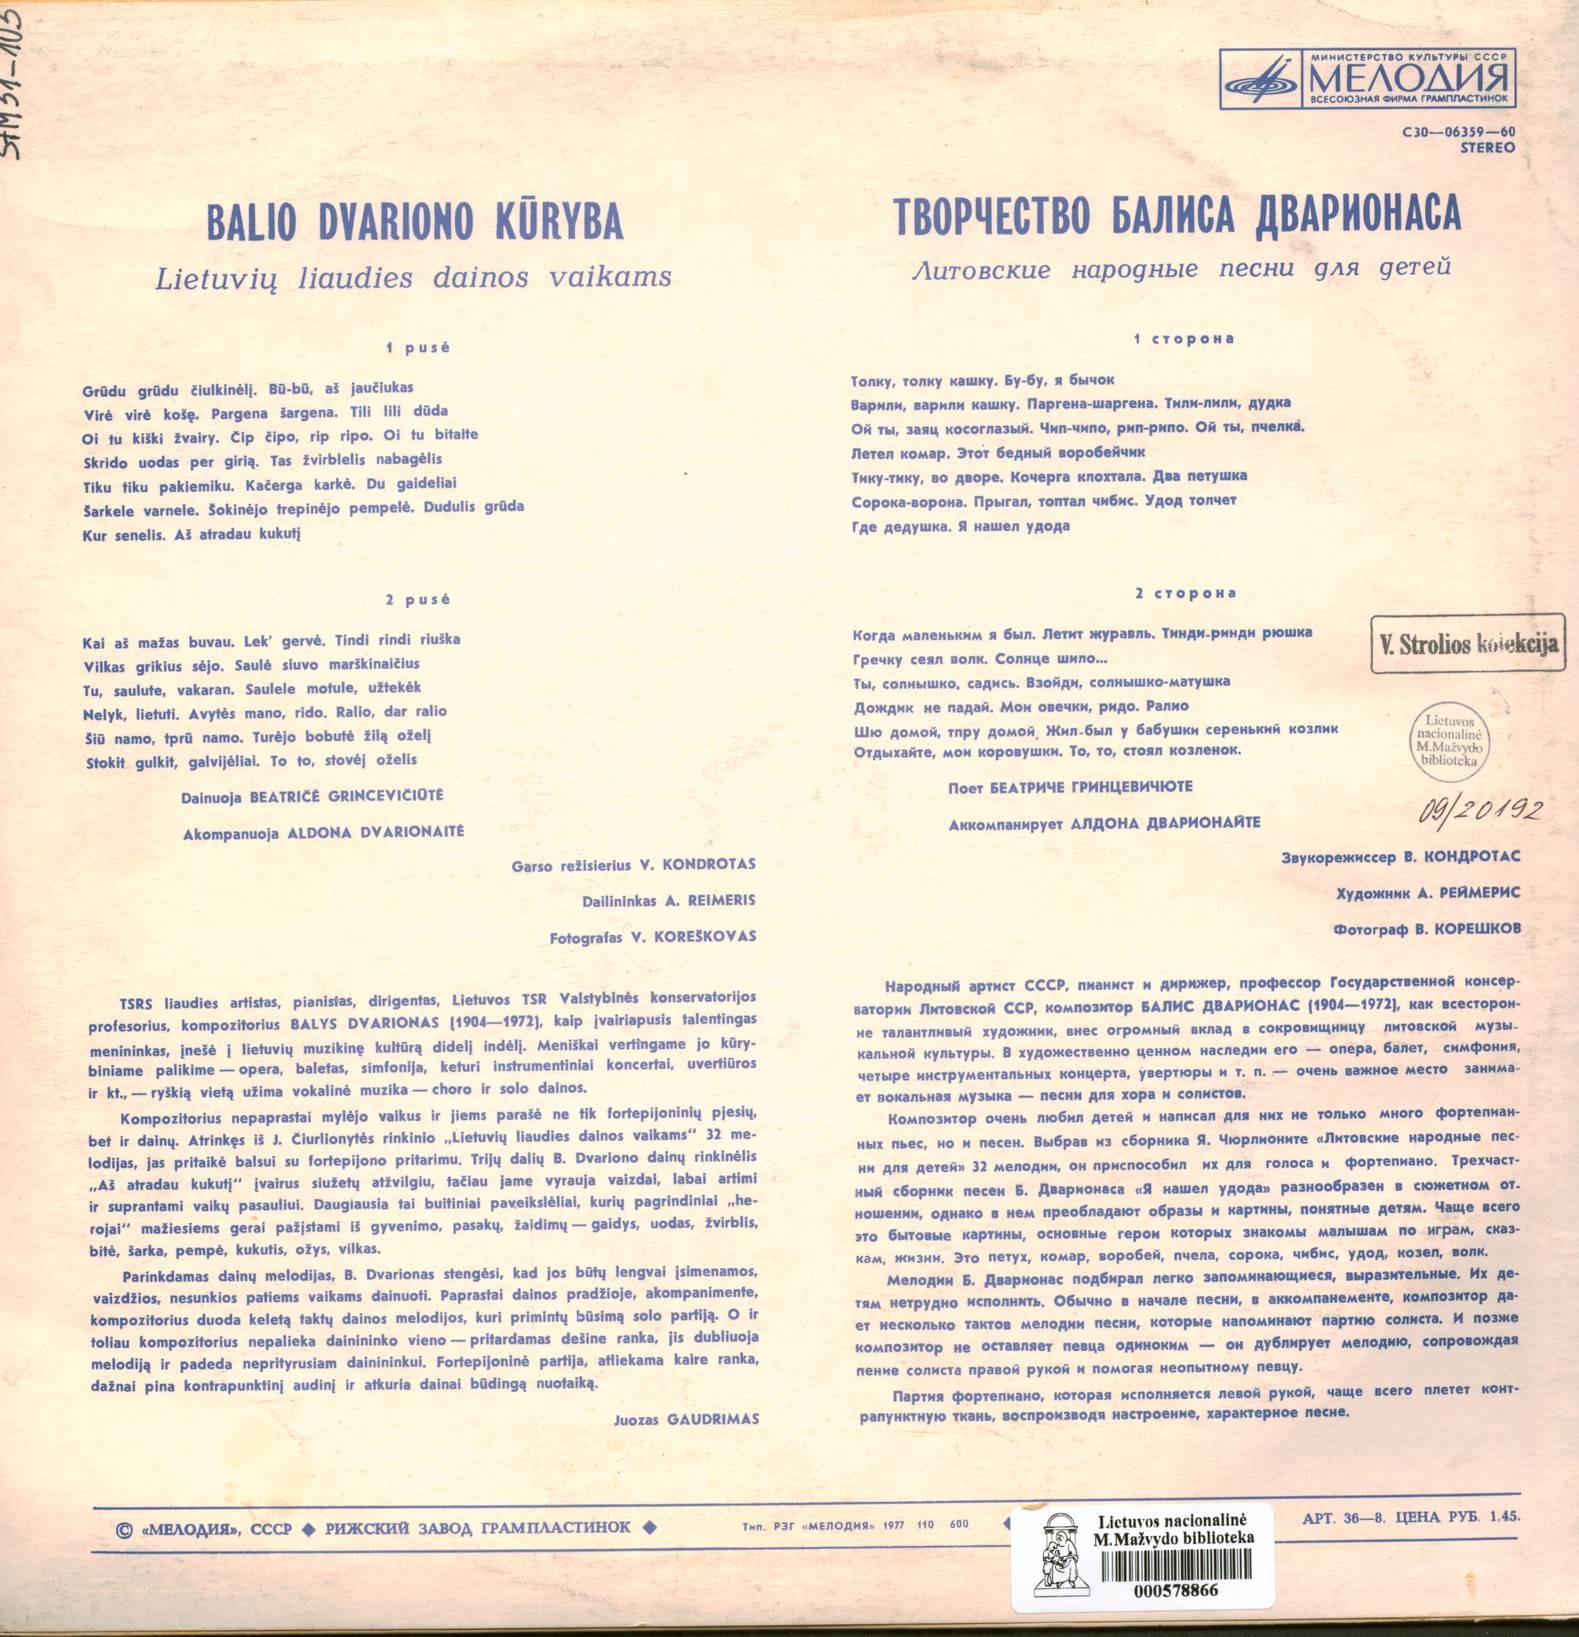 STM 31-105
МИНИСТЕРСТВО КУЛЬТУРЫ СССР
МЕЛОДИЯ
ВСЕСОЮЗНАЯ ФИРМА ГРАМПЛАСТИНОК
С30—06359—60
STEREO
BALIO DVARIONO KŪRYBA
Lietuvių liaudies dainos vaikams
1 pusė
Grūdu grūdu čiulkinėlį. Bū-bū, aš jaučiukas
Virė virė košę. Pargena šargena. Tili lili dūda
Oi tu kiški žvairy. Čip čipo, rip ripo. Oi tu bitaite
Skrido uodas per girią. Tas žvirblelis nabagėlis
Tiku tiku pakiemiku. Kačerga karkė. Du gaideliai
Šarkele varnele. Šokinėjo trepinėjo pempelė. Dudulis grūda
Kur senelis. Aš atradau kukutį
2 pusė
Kai aš mažas buvau. Lek’ gervė. Tindi rindi riuška
Vilkas grikius sėjo. Saulė siuvo marškinaičius
Tu, saulute, vakaran. Saulele motule, užtekėk
Nelyk, lietuti. Avytės mano, rido. Ralio, dar ralio
Šiū namo, tprū namo. Turėjo bobutė žilą oželį
Stokit gulkit, galvijėliai. To to, stovėj oželis
Dainuoja BEATRIČĖ GRINCEVIČIŪTĖ
Akompanuoja ALDONA DVARIONAITĖ
Garso režisierius V. KONDROTAS
Dailininkas A. REIMERIS
Fotografas V. KOREŠKOVAS
TSRS liaudies artistas, pianistas, dirigentas, Lietuvos TSR Valstybinės konservatorijos
profesorius, kompozitorius BALYS DVARIONAS (1904—1972), kaip įvairiapusis talentingas
menininkas, įnešė į lietuvių muzikinę kultūrą didelį indėlį. Meniškai vertingame jo kūry-
biniame palikime — opera, baletas, simfonija, keturi instrumentiniai koncertai, uvertiūros
ir kt., — ryškią vietą užima vokalinė muzika — choro ir solo dainos.
Kompozitorius nepaprastai mylėjo vaikus ir jiems parašė ne tik fortepijoninių pjesių,
bet ir dainų. Atrinkęs iš J. Čiurlionytės rinkinio „Lietuvių liaudies dainos vaikams“ 32 me-
lodijas, jas pritaikė balsui su fortepijono pritarimu. Trijų dalių B. Dvariono dainų rinkinėlis
„Aš atradau kukutį“ įvairus siužetų atžvilgiu, tačiau jame vyrauja vaizdai, labai artimi
ir suprantami vaikų pasauliui. Daugiausia tai buitiniai paveikslėliai, kurių pagrindiniai „he-
rojai“ mažiesiems gerai pažįstami iš gyvenimo, pasakų, žaidimų — gaidys, uodas, žvirblis,
bitė, šarka, pempė, kukutis, ožys, vilkas.
Parinkdamas dainų melodijas, B. Dvarionas stengėsi, kad jos būtų lengvai įsimenamos,
vaizdžios, nesunkios patiems vaikams dainuoti. Paprastai dainos pradžioje, akompanimente,
kompozitorius duoda keletą taktų dainos melodijos, kuri primintų būsimą solo partiją. O ir
toliau kompozitorius nepalieka dainininko vieno — pritardamas dešine ranka, jis dubliuoja
melodiją ir padeda neprityrusiam dainininkui. Fortepijoninė partija, atliekama kaire ranka,
dažnai pina kontrapunktinį audinį ir atkuria dainai būdingą nuotaiką.
Juozas GAUDRIMAS
ТВОРЧЕСТВО БАЛИСА ДВАРИОНАСА
Литовские народные песни для детей
1 сторона
Толку, толку кашку. Бу-бу, я бычок
Варили, варили кашку. Паргена-шаргена. Тили-лили, дудка
Ой ты, заяц косоглазый. Чип-чипо, рип-рипо. Ой ты, пчелка.
Летел комар. Этот бедный воробейчик
Тику-тику, во дворе. Кочерга клохтала. Два петушка
Сорока-ворона. Прыгал, топтал чибис. Удод толчет
Где дедушка. Я нашел удода
2 сторона
Когда маленьким я был. Летит журавль. Тинди-ринди рюшка
Гречку сеял волк. Солнце шило...
Ты, солнышко, садись. Взойди, солнышко-матушка
Дождик не падай. Мои овечки, ридо. Ралио
Шю домой, тпру домой. Жил-был у бабушки серенький козлик
Отдыхайте, мои коровушки. То, то, стоял козленок.
Поет БЕАТРИЧЕ ГРИНЦЕВИЧЮТЕ
Аккомпанирует АЛДОНА ДВАРИОНАЙТЕ
Звукорежиссер В. КОНДРОТАС
Художник А. РЕЙМЕРИС
Фотограф В. КОРЕШКОВ
V. Strolios kolekcija
Lietuvos
nacionalinė
M.Mažvydo
biblioteka
09/20192
Народный артист СССР, пианист и дирижер, профессор Государственной консер-
ватории Литовской ССР, композитор БАЛИС ДВАРИОНАС (1904—1972), как всесторон-
не талантливый художник, внес огромный вклад в сокровищницу литовской музы-
кальной культуры. В художественно ценном наследии его — опера, балет, симфония,
четыре инструментальных концерта, увертюры и т. п. — очень важное место занима-
ет вокальная музыка — песни для хора и солистов.
Композитор очень любил детей и написал для них не только много фортепиан-
ных пьес, но и песен. Выбрав из сборника Я. Чюрлионите «Литовские народные пес-
ни для детей» 32 мелодии, он приспособил их для голоса и фортепиано. Трехчаст-
ный сборник песен Б. Дварионаса «Я нашел удода» разнообразен в сюжетном от-
ношении, однако в нем преобладают образы и картины, понятные детям. Чаще всего
это бытовые картины, основные герои которых знакомы малышам по играм, сказ-
кам, жизни. Это петух, комар, воробей, пчела, сорока, чибис, удод, козел, волк.
Мелодии Б. Дварионас подбирал легко запоминающиеся, выразительные. Их де-
тям нетрудно исполнить. Обычно в начале песни, в аккомпанементе, композитор да-
ет несколько тактов мелодии песни, которые напоминают партию солиста. И позже
композитор не оставляет певца одиноким — он дублирует мелодию, сопровождая
пение солиста правой рукой и помогая неопытному певцу.
Партия фортепиано, которая исполняется левой рукой, чаще всего плетет конт-
рапунктную ткань, воспроизводя настроение, характерное песне.
© «МЕЛОДИЯ», СССР ◆ РИЖСКИЙ ЗАВОД ГРАМПЛАСТИНОК ◆
Тип. РЗГ «МЕЛОДИЯ» 1977 110 600
АРТ. 36—8. ЦЕНА РУБ. 1.45.
Lietuvos nacionalinė
M.Mažvydo biblioteka
000578866